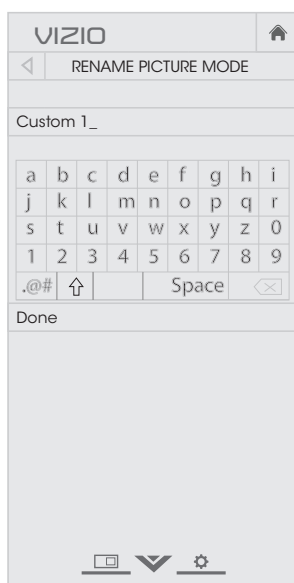 VIZIO
RENAME PICTURE MODE
Custom 1_
a b c d e f g h i
j k l m n o p q r
s t u v w x y z 0
1 2 3 4 5 6 7 8 9
.@# Space
Done